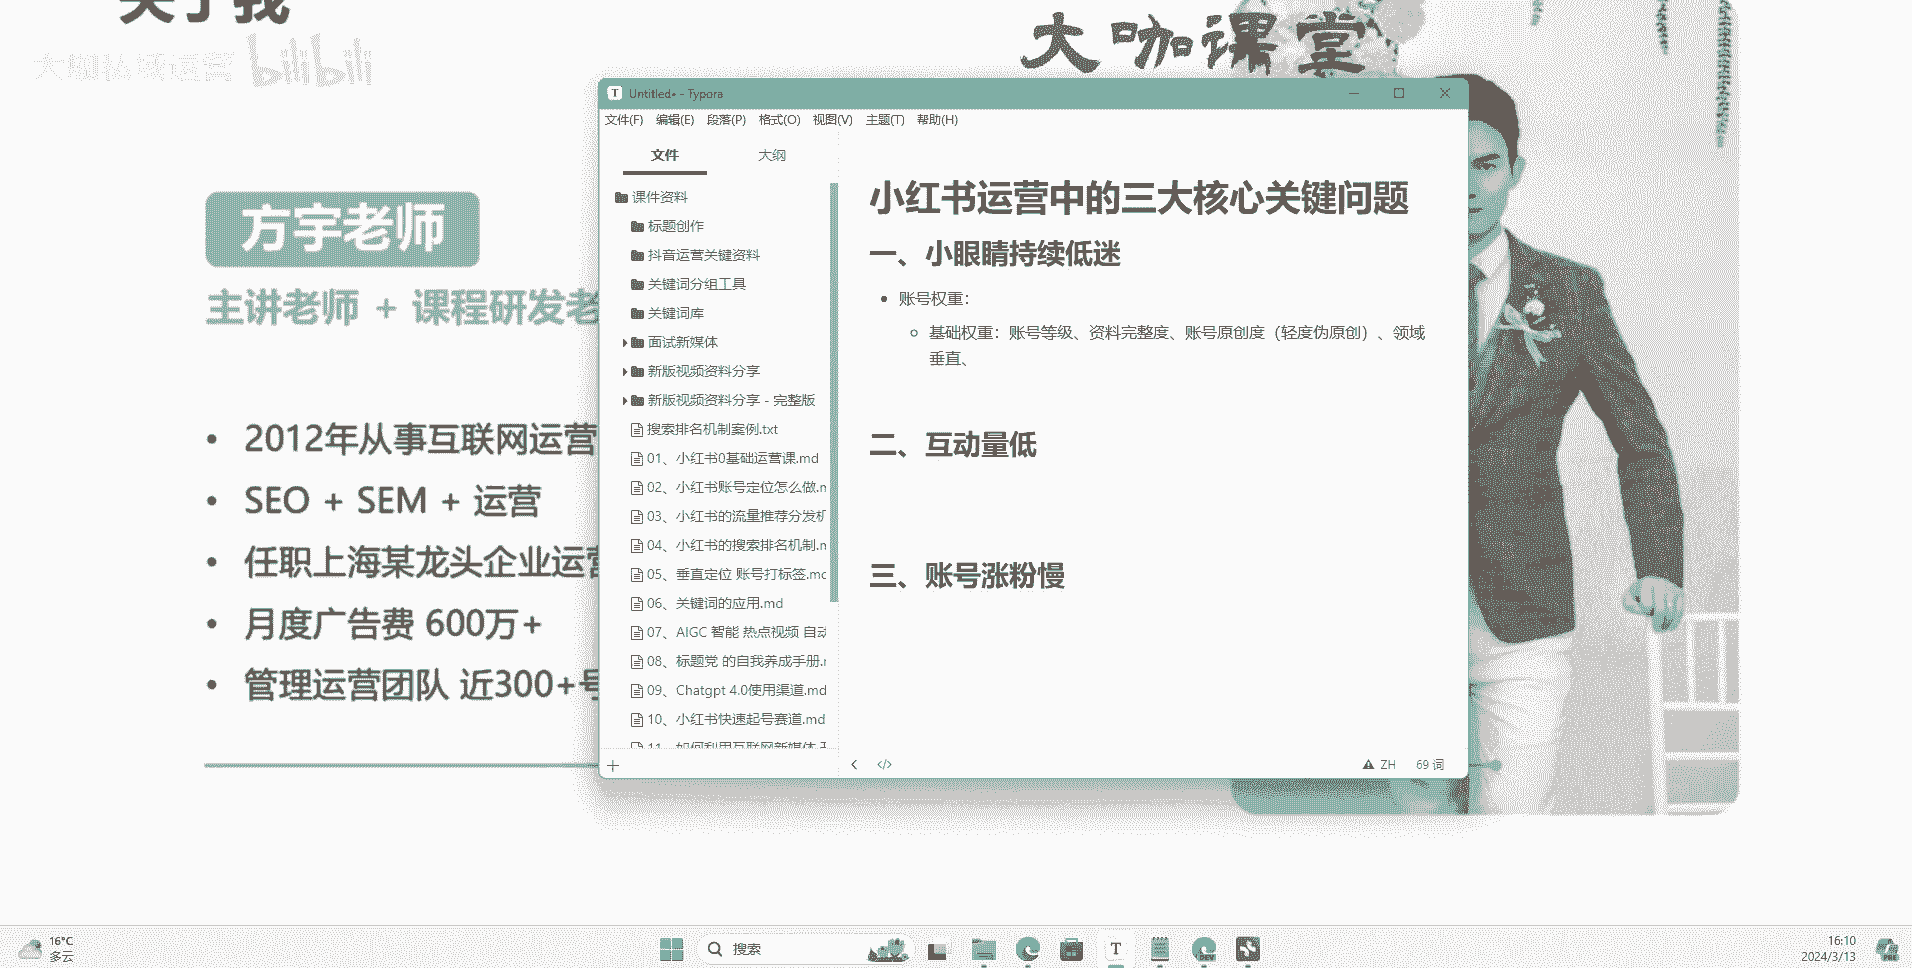 关于我
大咖私域运营 bilibili
大咖课堂
方宇老师
主讲老师 + 课程研发老
2012年从事互联网运营
SEO + SEM + 运营
任职上海某龙头企业运营
月度广告费 600万+
管理运营团队 近300+号
Untitled• - Typora
文件(F) 编辑(E) 段落(P) 格式(O) 视图(V) 主题(T) 帮助(H)
文件 大纲
课件资料
标题创作
抖音运营关键资料
关键词分组工具
关键词库
面试新媒体
新版视频资料分享
新版视频资料分享 - 完整版
搜索排名机制案例.txt
01、小红书0基础运营课.md
02、小红书账号定位怎么做.m
03、小红书的流量推荐分发机
04、小红书的搜索排名机制.m
05、垂直定位 账号打标签.md
06、关键词的应用.md
07、AIGC 智能 热点视频 自动
08、标题党 的自我养成手册.m
09、Chatgpt 4.0使用渠道.md
10、小红书快速起号赛道.md
11、如何利用互联网新媒体
小红书运营中的三大核心关键问题
一、小眼睛持续低迷
账号权重：
基础权重：账号等级、资料完整度、账号原创度（轻度伪原创）、领域
垂直、
二、互动量低
三、账号涨粉慢
ZH 69 词
16°C
多云
搜索
T
DEV
16:10
2024/3/13
PRE